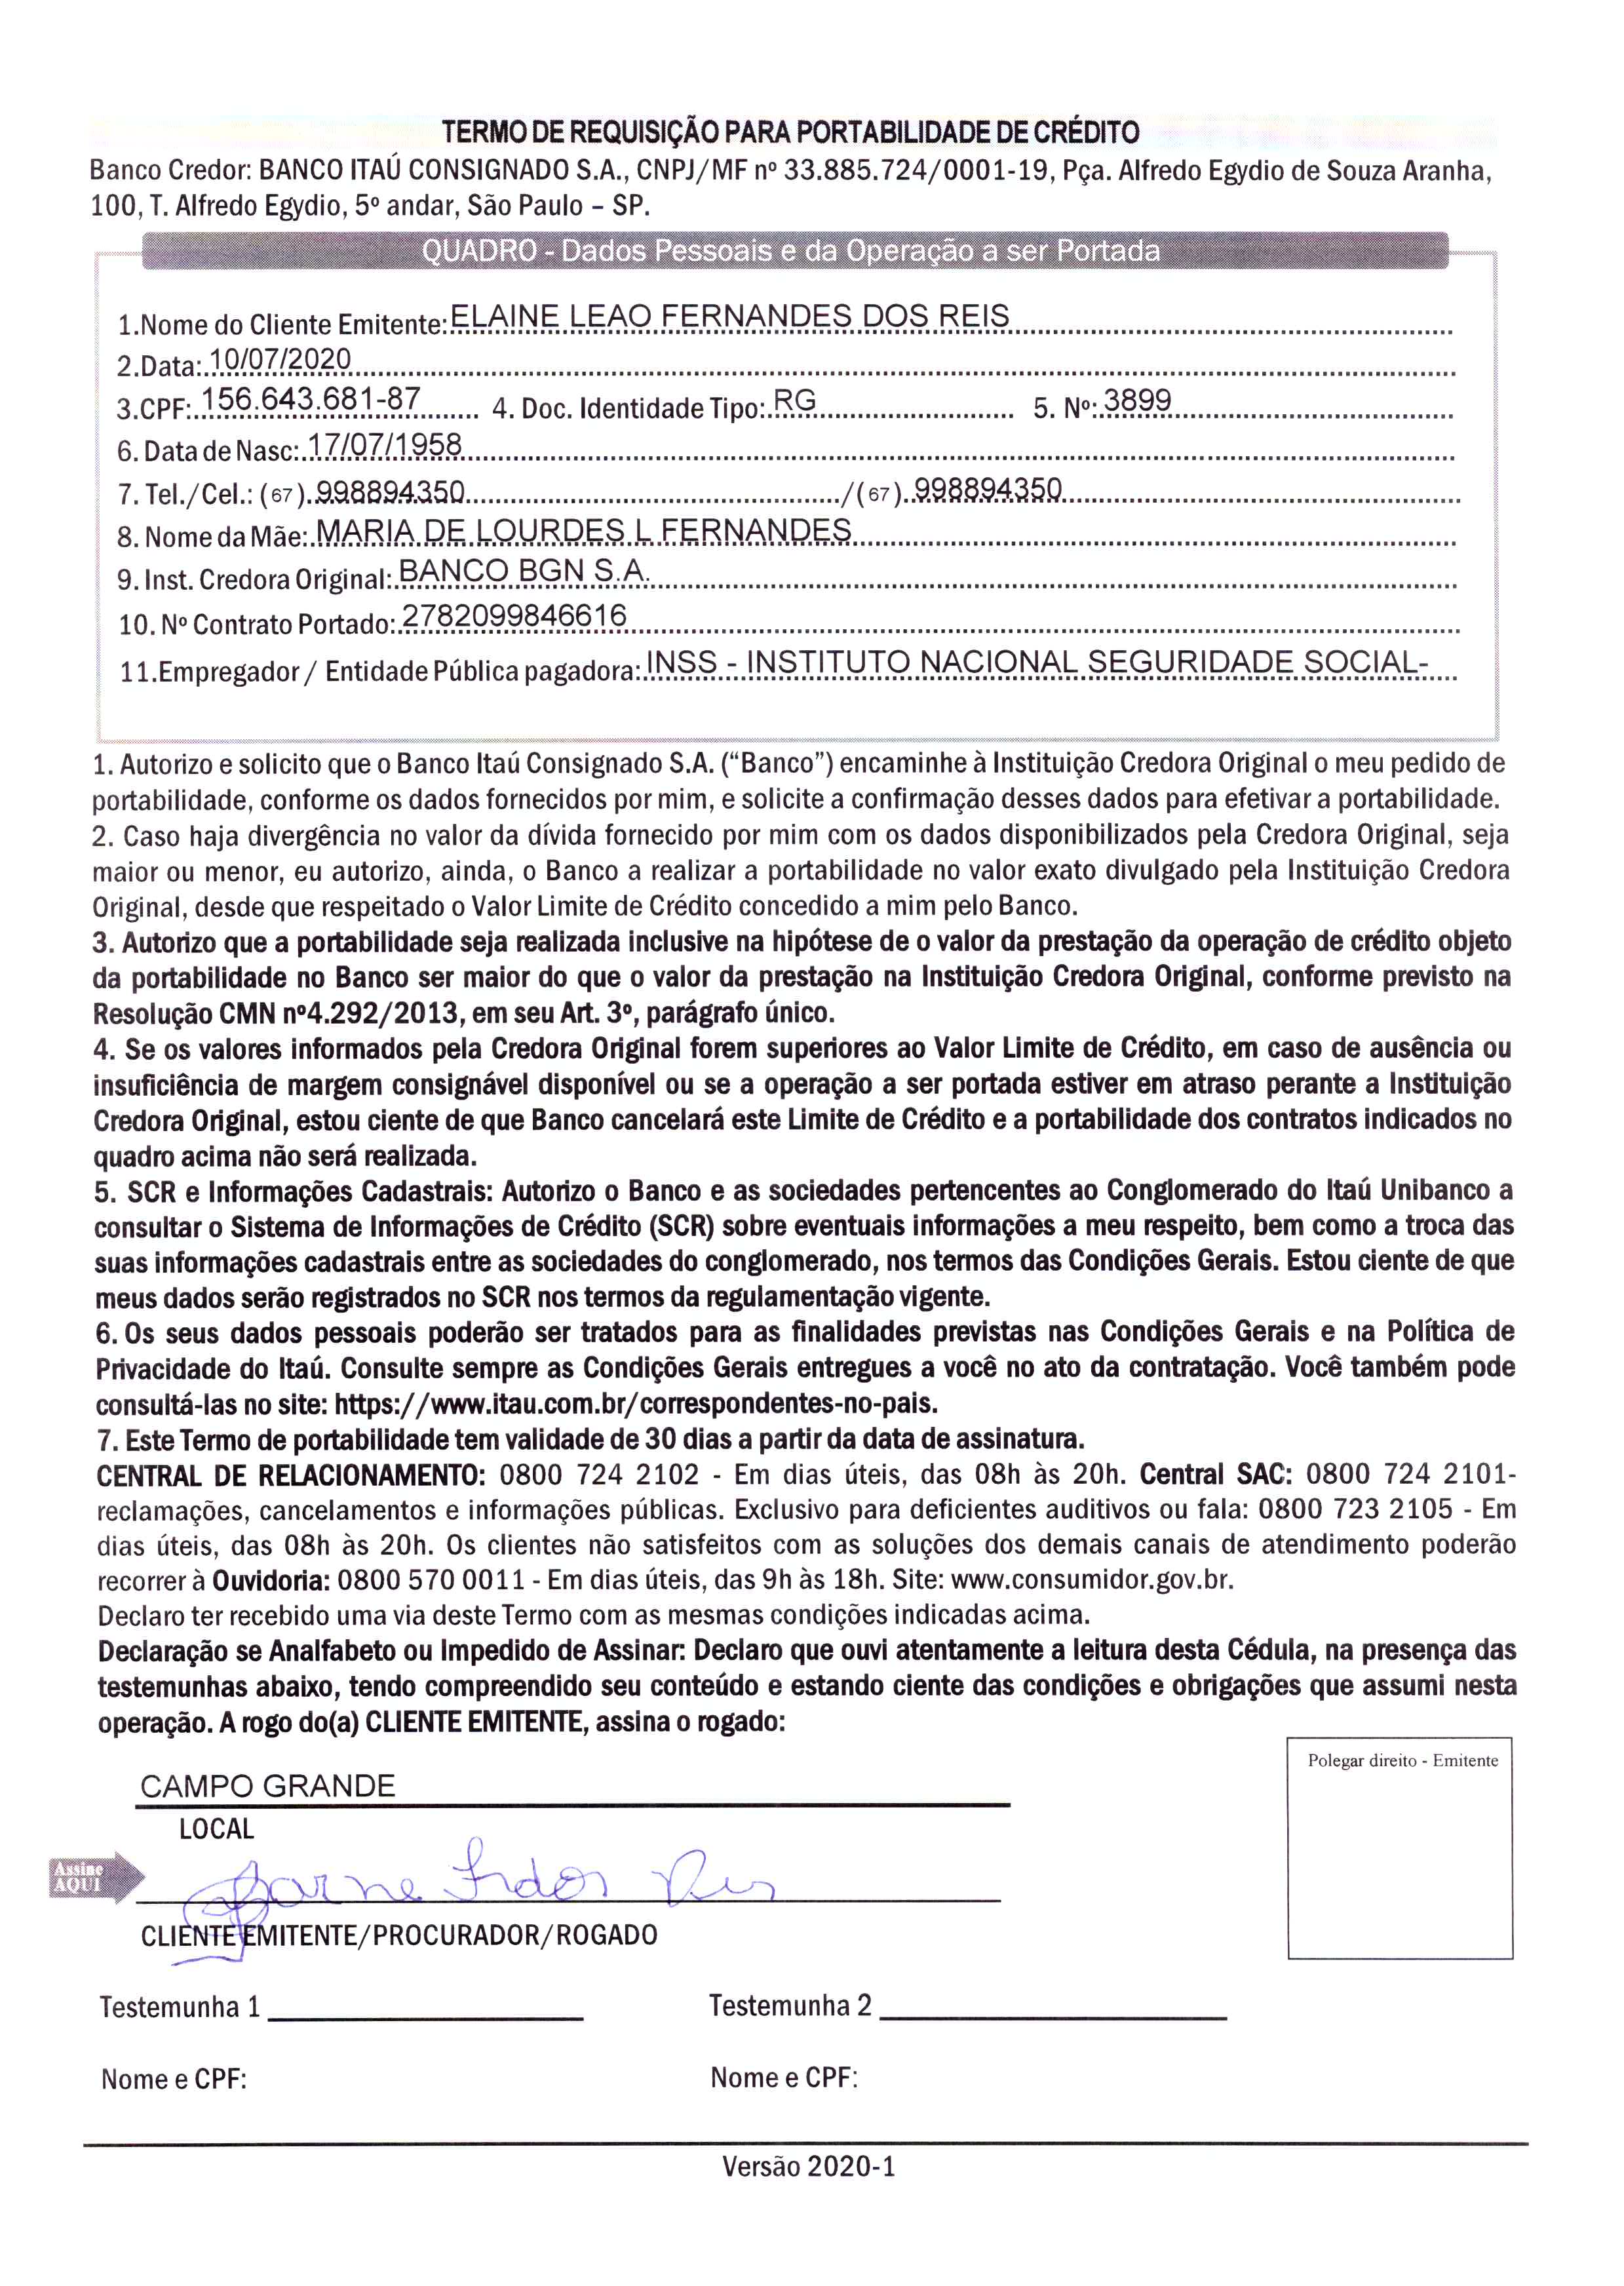 TERMO DE REQUISIÇÃO PARA PORTABILIDADE DE CRÉDITO
Banco Credor: BANCO ITAÚ CONSIGNADO S.A., CNPJ/MF nº 33.885.724/0001-19, Pça. Alfredo Egydio de Souza Aranha,
100, T. Alfredo Egydio, 5º andar, São Paulo – SP.
QUADRO - Dados Pessoais e da Operação a ser Portada
1.Nome do Cliente Emitente: ELAINE LEAO FERNANDES DOS REIS
2.Data: 10/07/2020
3.CPF: 156.643.681-87 4. Doc. Identidade Tipo: RG 5. Nº: 3899
6. Data de Nasc: 17/07/1958
7. Tel./Cel.: (67) 998894350 /(67) 998894350
8. Nome da Mãe: MARIA DE LOURDES L FERNANDES
9. Inst. Credora Original: BANCO BGN S.A.
10. Nº Contrato Portado: 2782099846616
11.Empregador / Entidade Pública pagadora: INSS - INSTITUTO NACIONAL SEGURIDADE SOCIAL-
1. Autorizo e solicito que o Banco Itaú Consignado S.A. (“Banco”) encaminhe à Instituição Credora Original o meu pedido de
portabilidade, conforme os dados fornecidos por mim, e solicite a confirmação desses dados para efetivar a portabilidade.
2. Caso haja divergência no valor da dívida fornecido por mim com os dados disponibilizados pela Credora Original, seja
maior ou menor, eu autorizo, ainda, o Banco a realizar a portabilidade no valor exato divulgado pela Instituição Credora
Original, desde que respeitado o Valor Limite de Crédito concedido a mim pelo Banco.
3. Autorizo que a portabilidade seja realizada inclusive na hipótese de o valor da prestação da operação de crédito objeto
da portabilidade no Banco ser maior do que o valor da prestação na Instituição Credora Original, conforme previsto na
Resolução CMN nº4.292/2013, em seu Art. 3º, parágrafo único.
4. Se os valores informados pela Credora Original forem superiores ao Valor Limite de Crédito, em caso de ausência ou
insuficiência de margem consignável disponível ou se a operação a ser portada estiver em atraso perante a Instituição
Credora Original, estou ciente de que Banco cancelará este Limite de Crédito e a portabilidade dos contratos indicados no
quadro acima não será realizada.
5. SCR e Informações Cadastrais: Autorizo o Banco e as sociedades pertencentes ao Conglomerado do Itaú Unibanco a
consultar o Sistema de Informações de Crédito (SCR) sobre eventuais informações a meu respeito, bem como a troca das
suas informações cadastrais entre as sociedades do conglomerado, nos termos das Condições Gerais. Estou ciente de que
meus dados serão registrados no SCR nos termos da regulamentação vigente.
6. Os seus dados pessoais poderão ser tratados para as finalidades previstas nas Condições Gerais e na Política de
Privacidade do Itaú. Consulte sempre as Condições Gerais entregues a você no ato da contratação. Você também pode
consultá-las no site: https://www.itau.com.br/correspondentes-no-pais.
7. Este Termo de portabilidade tem validade de 30 dias a partir da data de assinatura.
CENTRAL DE RELACIONAMENTO: 0800 724 2102 - Em dias úteis, das 08h às 20h. Central SAC: 0800 724 2101-
reclamações, cancelamentos e informações públicas. Exclusivo para deficientes auditivos ou fala: 0800 723 2105 - Em
dias úteis, das 08h às 20h. Os clientes não satisfeitos com as soluções dos demais canais de atendimento poderão
recorrer à Ouvidoria: 0800 570 0011 - Em dias úteis, das 9h às 18h. Site: www.consumidor.gov.br.
Declaro ter recebido uma via deste Termo com as mesmas condições indicadas acima.
Declaração se Analfabeto ou Impedido de Assinar: Declaro que ouvi atentamente a leitura desta Cédula, na presença das
testemunhas abaixo, tendo compreendido seu conteúdo e estando ciente das condições e obrigações que assumi nesta
operação. A rogo do(a) CLIENTE EMITENTE, assina o rogado:
Polegar direito - Emitente
CAMPO GRANDE
LOCAL
Assine
AQUI
CLIENTE EMITENTE/PROCURADOR/ROGADO
Testemunha 1 Testemunha 2
Nome e CPF: Nome e CPF:
Versão 2020-1